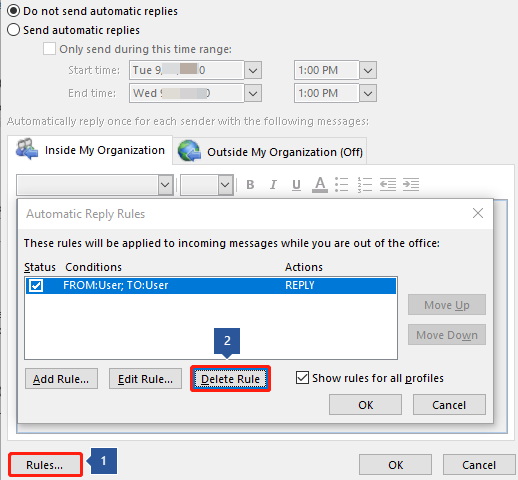 Do not send automatic replies
Send automatic replies
Only send during this time range:
Start time: Tue 9/ 0 1:00 PM
End time: Wed 9 0 1:00 PM
Automatically reply once for each sender with the following messages:
Inside My Organization Outside My Organization (Off)
B I U A
Automatic Reply Rules
These rules will be applied to incoming messages while you are out of the office:
Status Conditions Actions
FROM:User; TO:User REPLY
Move Up
Move Down
2
Add Rule... Edit Rule... Delete Rule Show rules for all profiles
OK Cancel
Rules... 1 OK Cancel